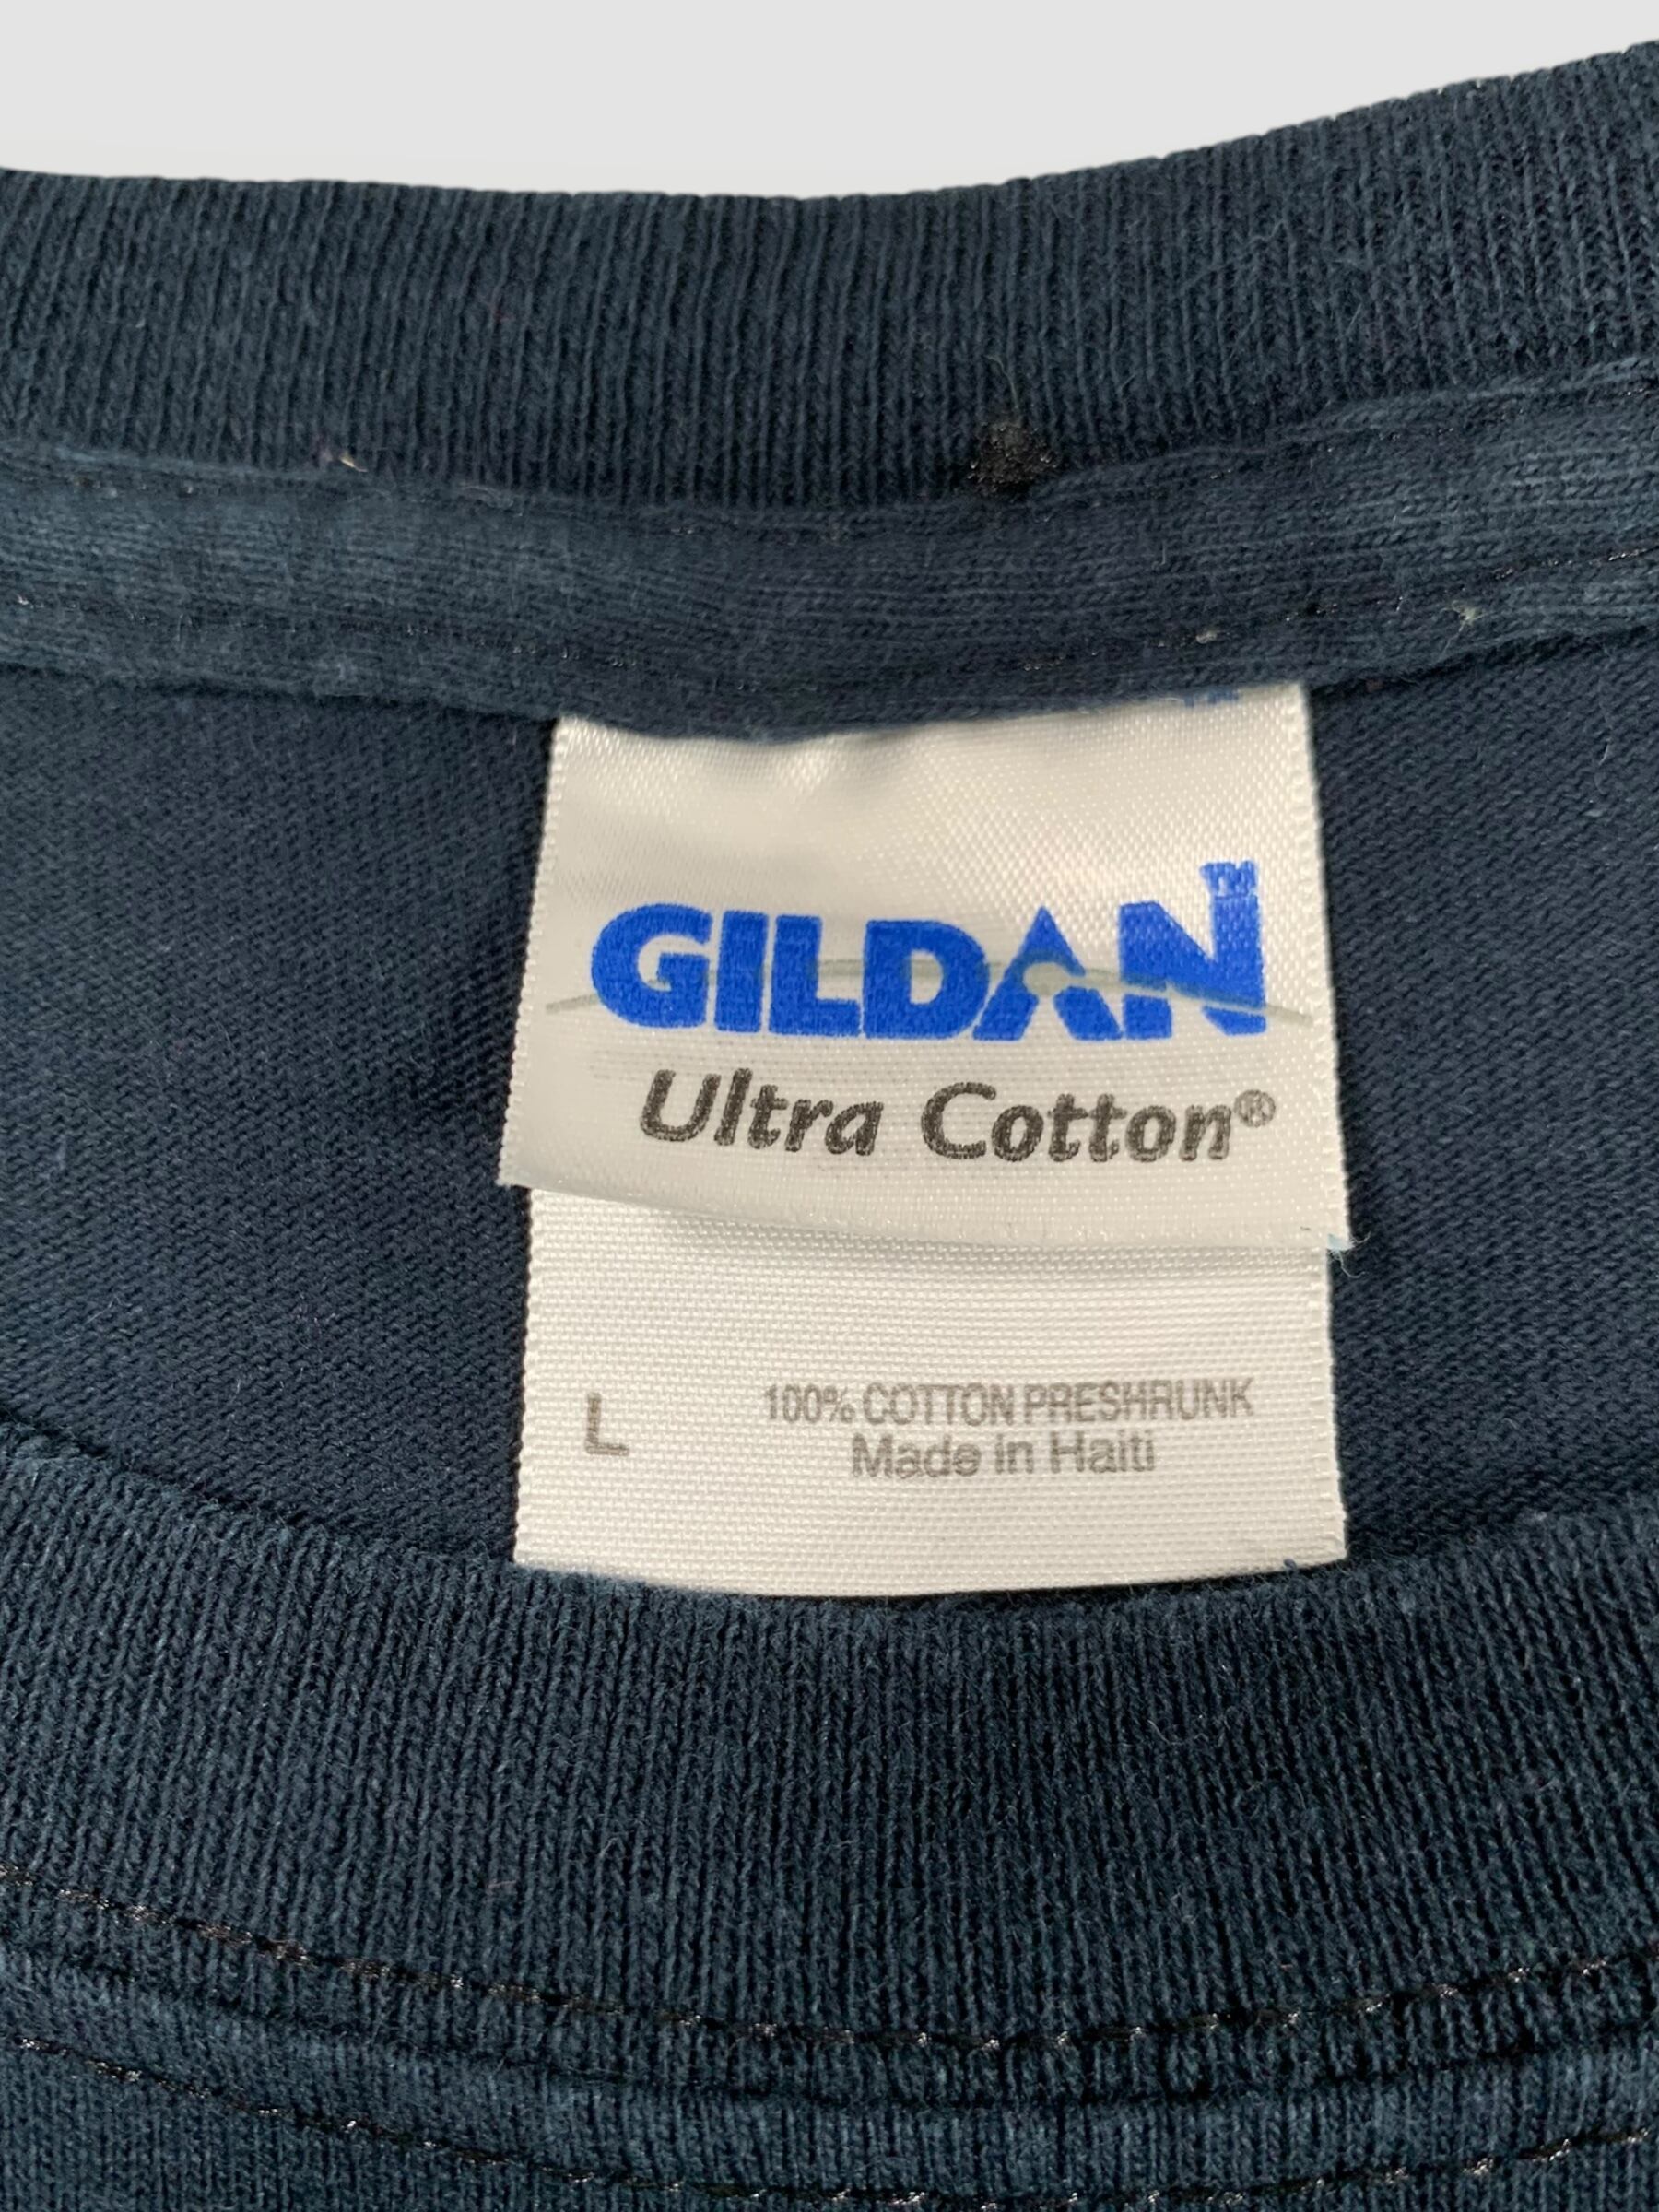 GILDAN™
Ultra Cotton®
L
100% COTTON PRESHRUNK
Made in Haiti